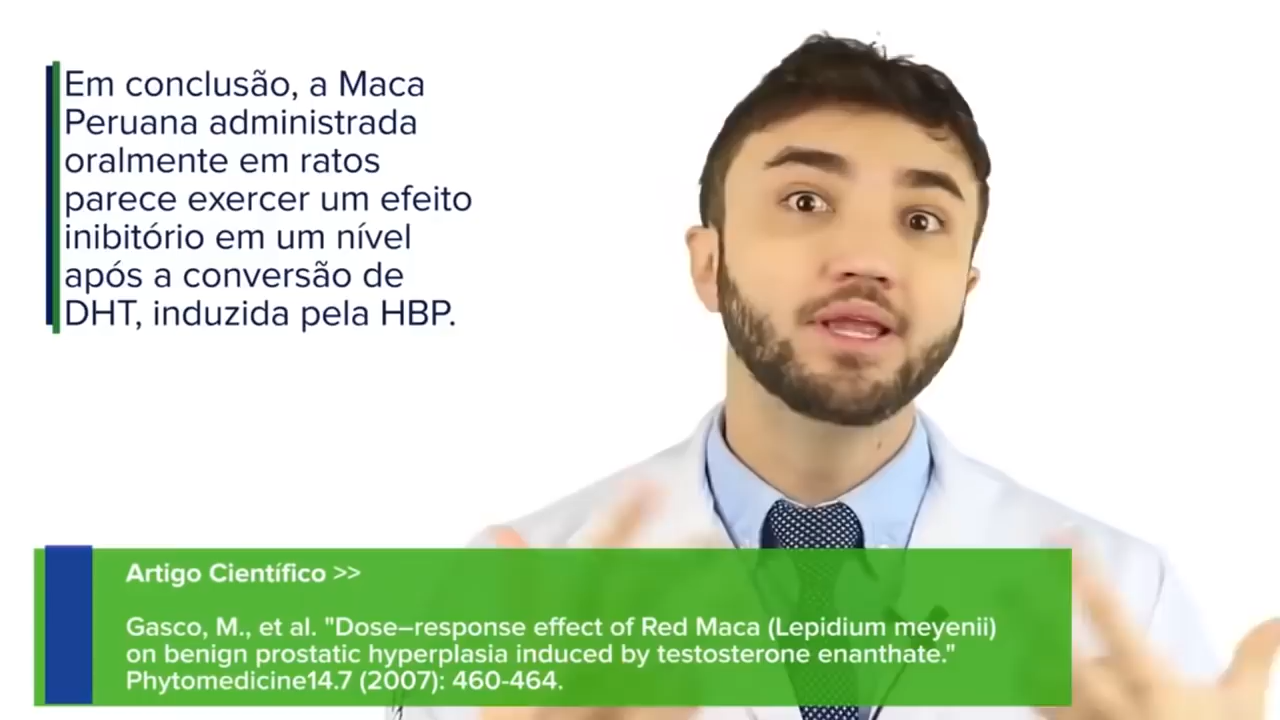 Em conclusão, a Maca
Peruana administrada
oralmente em ratos
parece exercer um efeito
inibitório em um nível
após a conversão de
DHT, induzida pela HBP.
Artigo Científico >>
Gasco, M., et al. "Dose–response effect of Red Maca (Lepidium meyenii)
on benign prostatic hyperplasia induced by testosterone enanthate."
Phytomedicine14.7 (2007): 460-464.